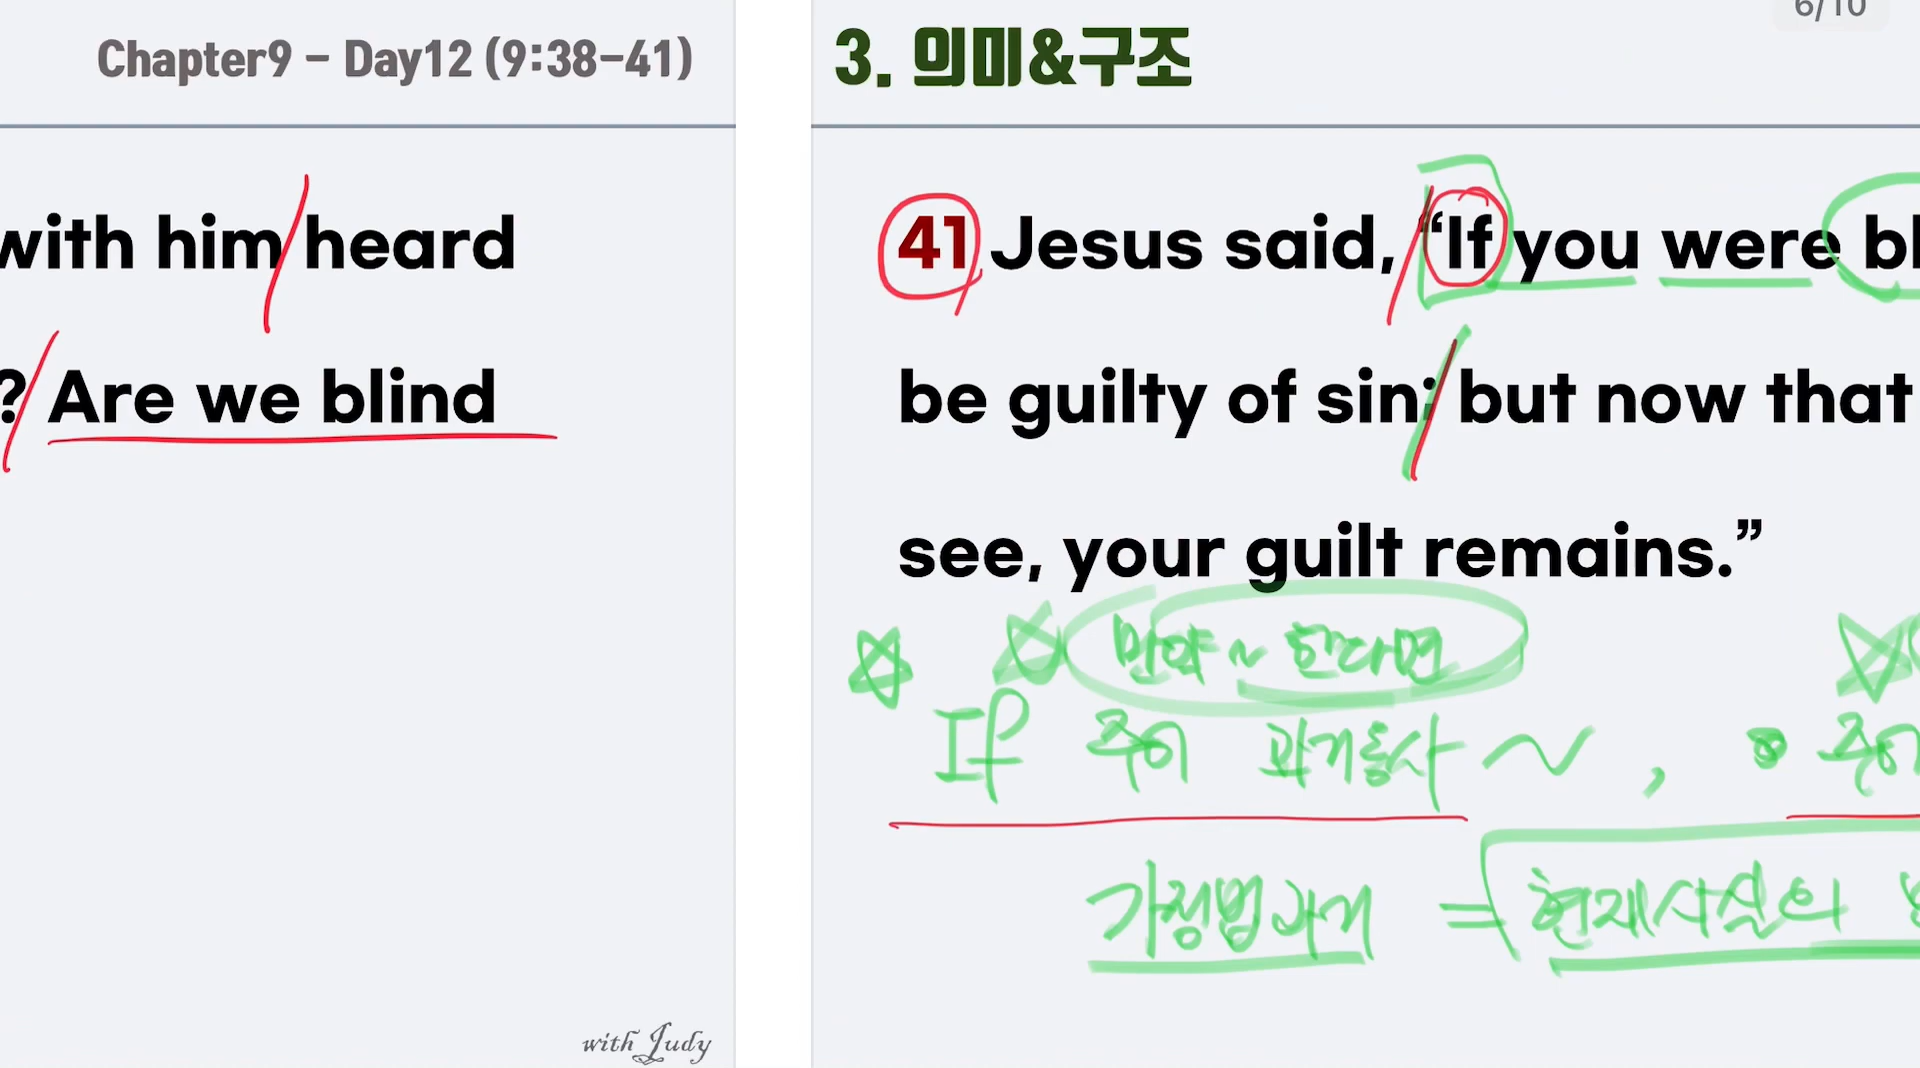 Chapter9 – Day12 (9:38–41)
with him heard
? Are we blind
with Judy
6/10
3. 의미&구조
41 Jesus said, “If you were bl
be guilty of sin; but now that
see, your guilt remains.”
만약 ~ 한다면
If 주어 과거동사 ~ , 주어
가정법과거 = 현재사실의